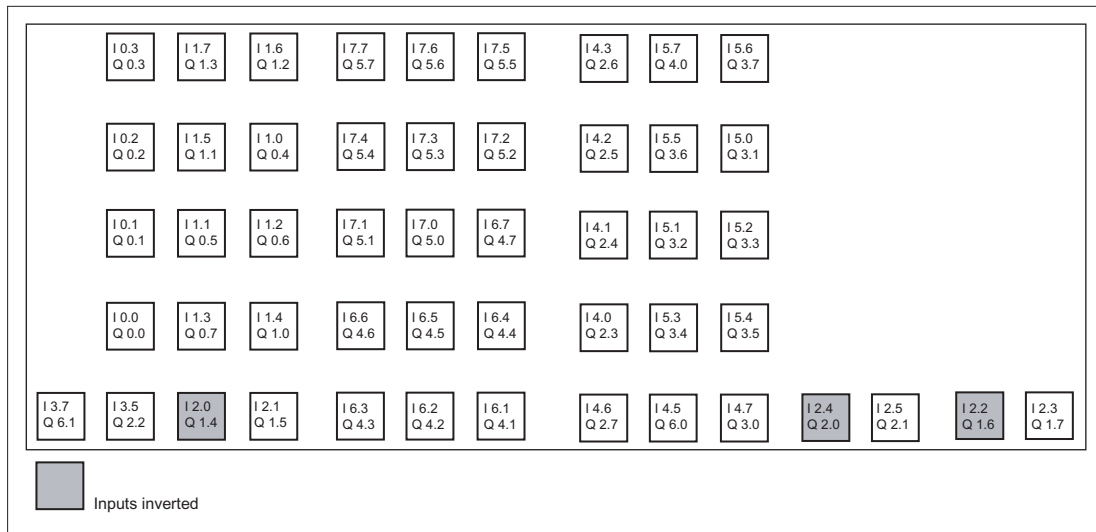 I 0.3 I 1.7 I 1.6 I 7.7 I 7.6 I 7.5 I 4.3 I 5.7 I 5.6
Q 0.3 Q 1.3 Q 1.2 Q 5.7 Q 5.6 Q 5.5 Q 2.6 Q 4.0 Q 3.7
I 0.2 I 1.5 I 1.0 I 7.4 I 7.3 I 7.2 I 4.2 I 5.5 I 5.0
Q 0.2 Q 1.1 Q 0.4 Q 5.4 Q 5.3 Q 5.2 Q 2.5 Q 3.6 Q 3.1
I 0.1 I 1.1 I 1.2 I 7.1 I 7.0 I 6.7 I 4.1 I 5.1 I 5.2
Q 0.1 Q 0.5 Q 0.6 Q 5.1 Q 5.0 Q 4.7 Q 2.4 Q 3.2 Q 3.3
I 0.0 I 1.3 I 1.4 I 6.6 I 6.5 I 6.4 I 4.0 I 5.3 I 5.4
Q 0.0 Q 0.7 Q 1.0 Q 4.6 Q 4.5 Q 4.4 Q 2.3 Q 3.4 Q 3.5
I 3.7 I 3.5 I 2.0 I 2.1 I 6.3 I 6.2 I 6.1 I 4.6 I 4.5 I 4.7 I 2.4 I 2.5 I 2.2 I 2.3
Q 6.1 Q 2.2 Q 1.4 Q 1.5 Q 4.3 Q 4.2 Q 4.1 Q 2.7 Q 6.0 Q 3.0 Q 2.0 Q 2.1 Q 1.6 Q 1.7
Inputs inverted